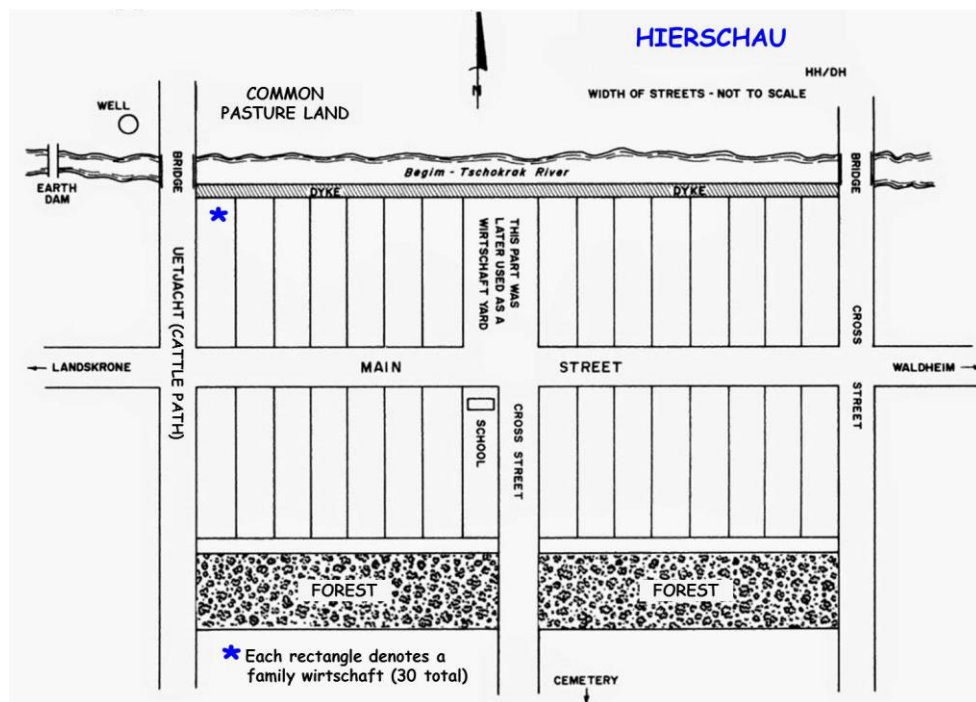 HIERSCHAU
HH/DH
WIDTH OF STREETS - NOT TO SCALE
N
COMMON
PASTURE LAND
WELL
EARTH
DAM
BRIDGE
Begim - Tschokrak River
BRIDGE
DYKE
DYKE
*
THIS PART WAS
LATER USED AS A
WIRTSCHAFT YARD
UETJACHT (CATTLE PATH)
CROSS
STREET
LANDSKRONE
MAIN
STREET
WALDHEIM
SCHOOL
CROSS STREET
FOREST
FOREST
* Each rectangle denotes a
family wirtschaft (30 total)
CEMETERY